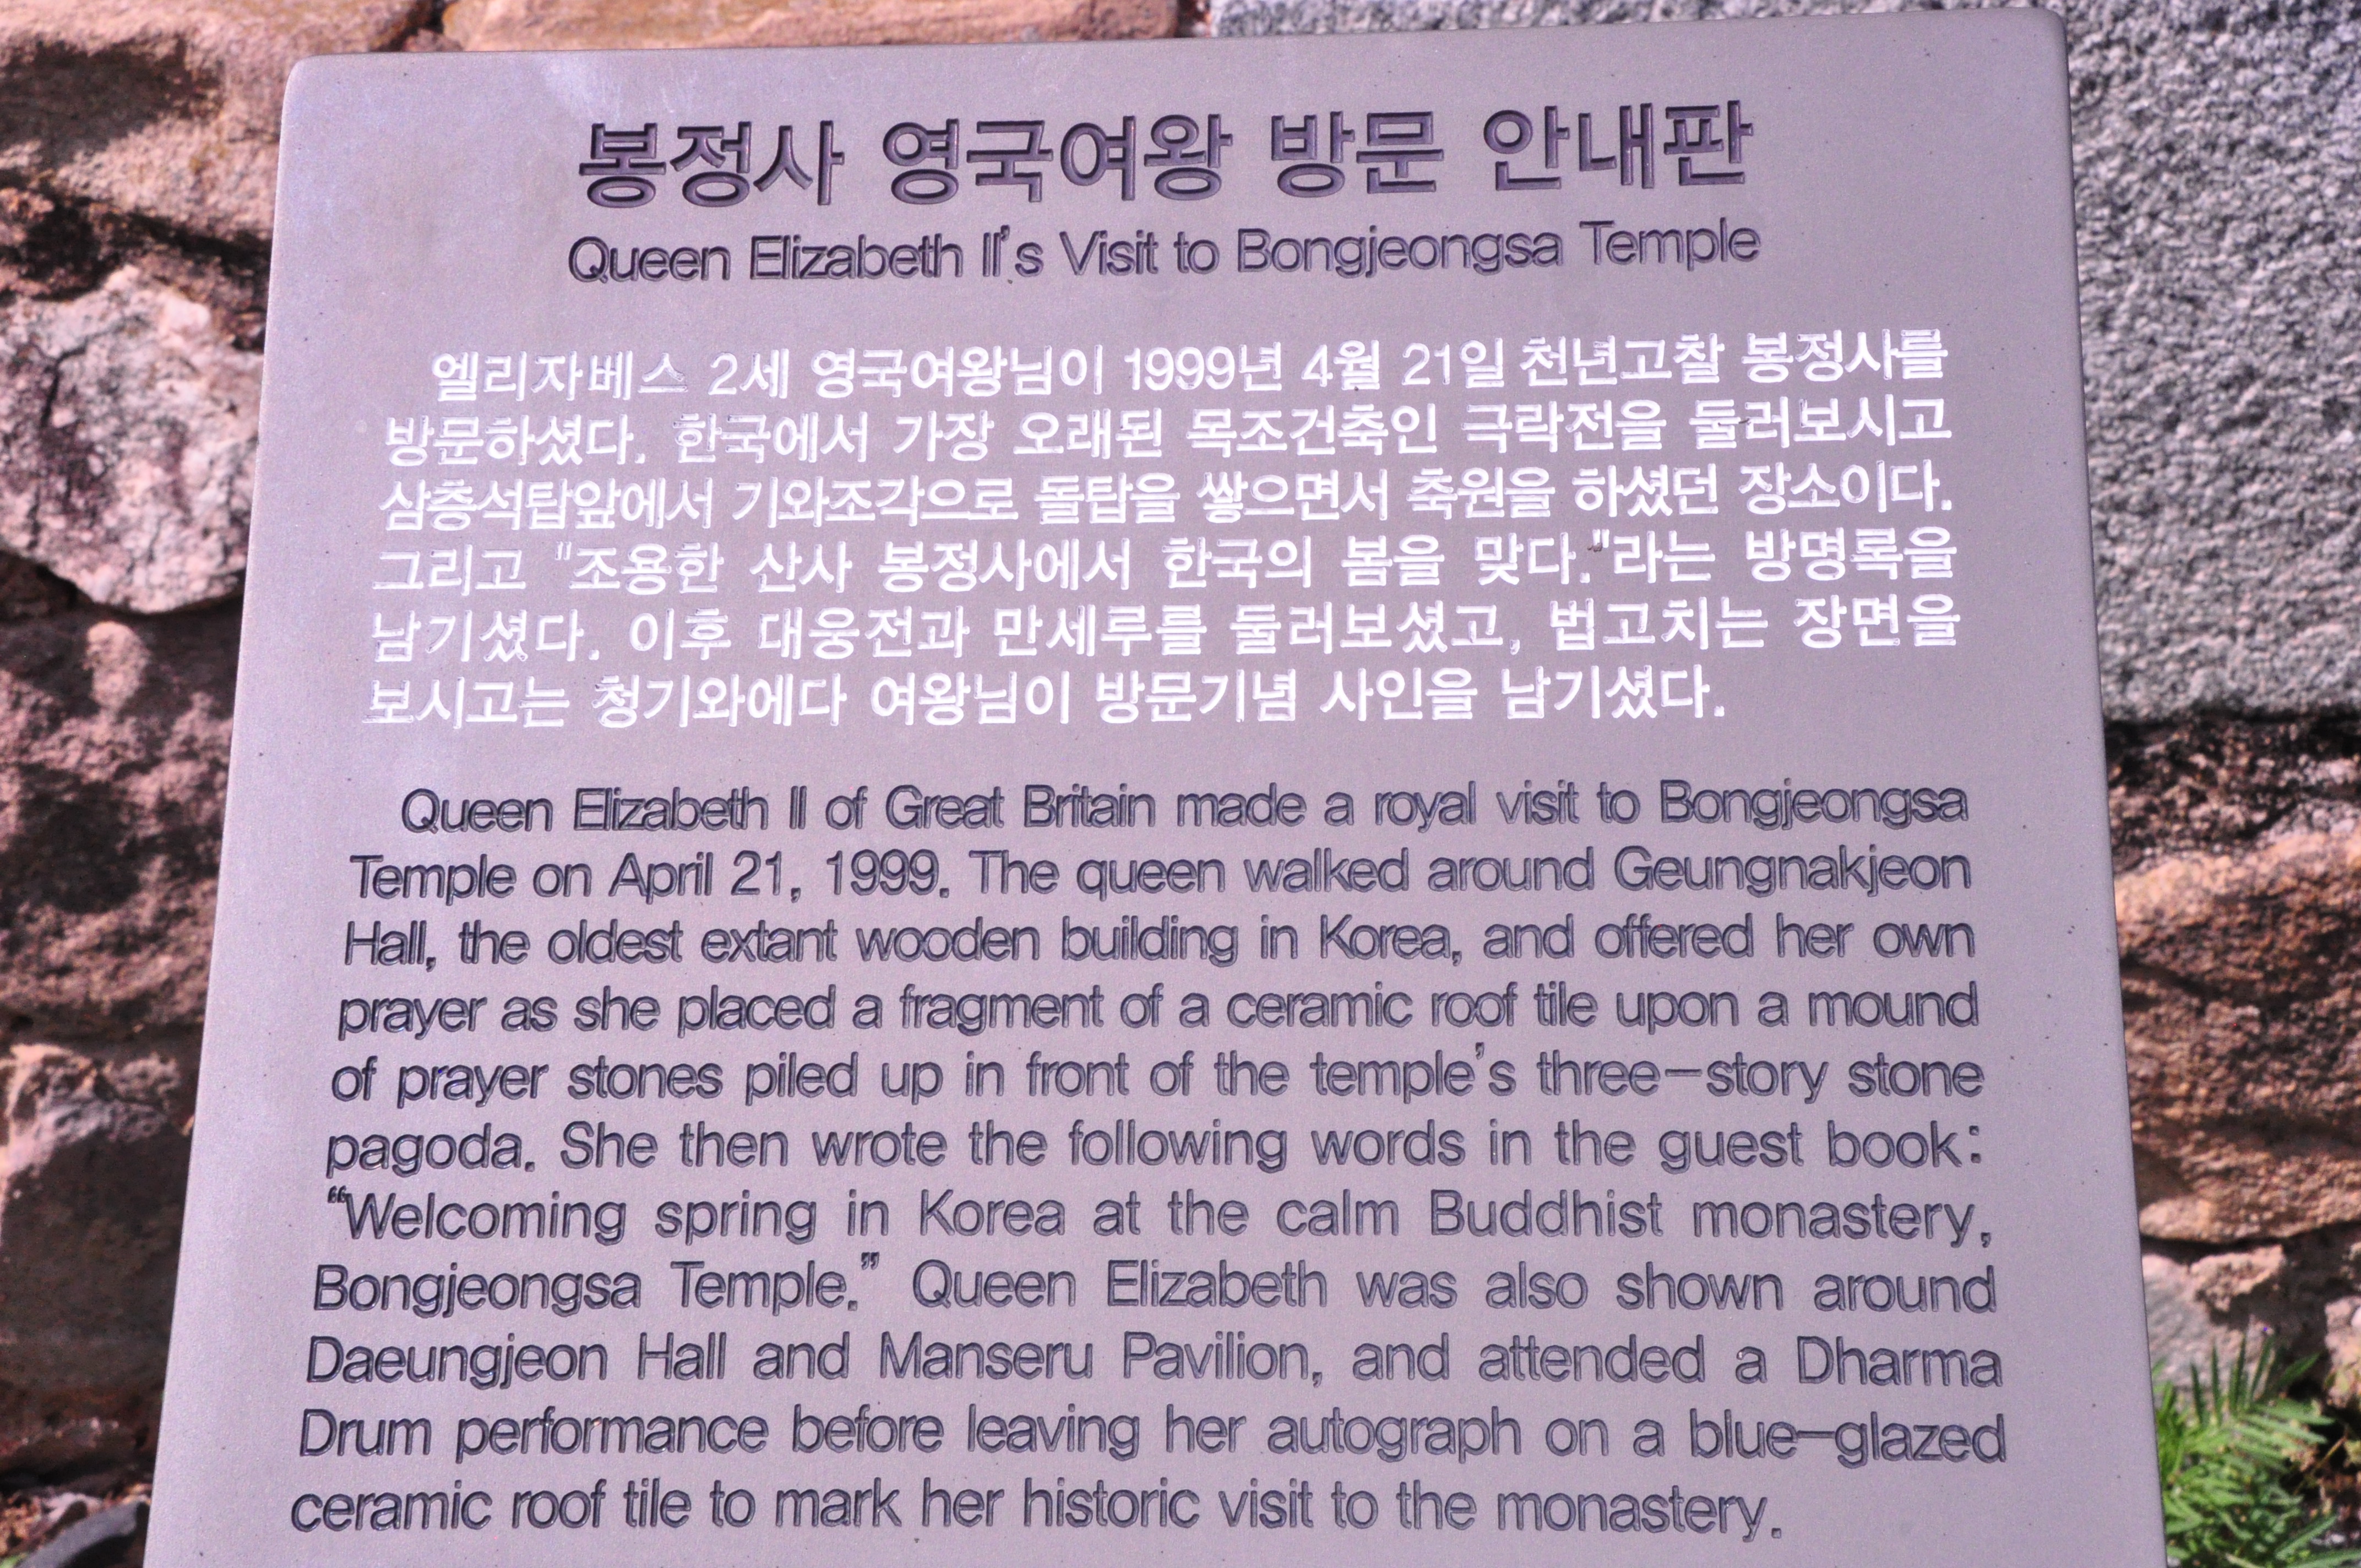 봉정사 영국여왕 방문 안내판
Queen Elizabeth II's Visit to Bongjeongsa Temple
엘리자베스 2세 영국여왕님이 1999년 4월 21일 천년고찰 봉정사를
방문하셨다. 한국에서 가장 오래된 목조건축인 극락전을 둘러보시고
삼층석탑앞에서 기와조각으로 돌탑을 쌓으면서 축원을 하셨던 장소이다.
그리고 "조용한 산사 봉정사에서 한국의 봄을 맞다."라는 방명록을
남기셨다. 이후 대웅전과 만세루를 둘러보셨고, 법고치는 장면을
보시고는 청기와에다 여왕님이 방문기념 사인을 남기셨다.
Queen Elizabeth II of Great Britain made a royal visit to Bongjeongsa
Temple on April 21, 1999. The queen walked around Geungnakjeon
Hall, the oldest extant wooden building in Korea, and offered her own
prayer as she placed a fragment of a ceramic roof tile upon a mound
of prayer stones piled up in front of the temple's three-story stone
pagoda. She then wrote the following words in the guest book:
“Welcoming spring in Korea at the calm Buddhist monastery,
Bongjeongsa Temple.” Queen Elizabeth was also shown around
Daeungjeon Hall and Manseru Pavilion, and attended a Dharma
Drum performance before leaving her autograph on a blue-glazed
ceramic roof tile to mark her historic visit to the monastery.